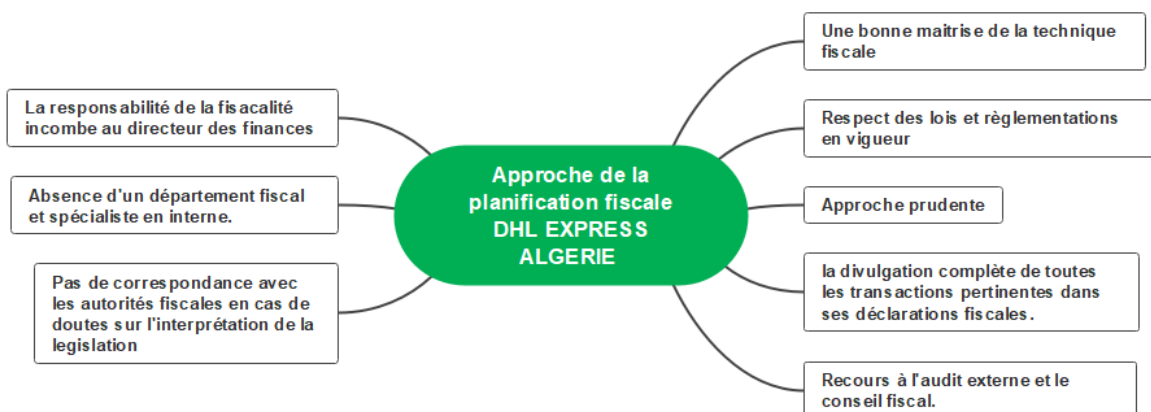 Approche de la
planification fiscale
DHL EXPRESS
ALGERIE
La responsabilité de la fisacalité
incombe au directeur des finances
Absence d'un département fiscal
et spécialiste en interne.
Pas de correspondance avec
les autorités fiscales en cas de
doutes sur l'interprétation de la
legislation
Une bonne maitrise de la technique
fiscale
Respect des lois et règlementations
en vigueur
Approche prudente
la divulgation complète de toutes
les transactions pertinentes dans
ses déclarations fiscales.
Recours à l'audit externe et le
conseil fiscal.